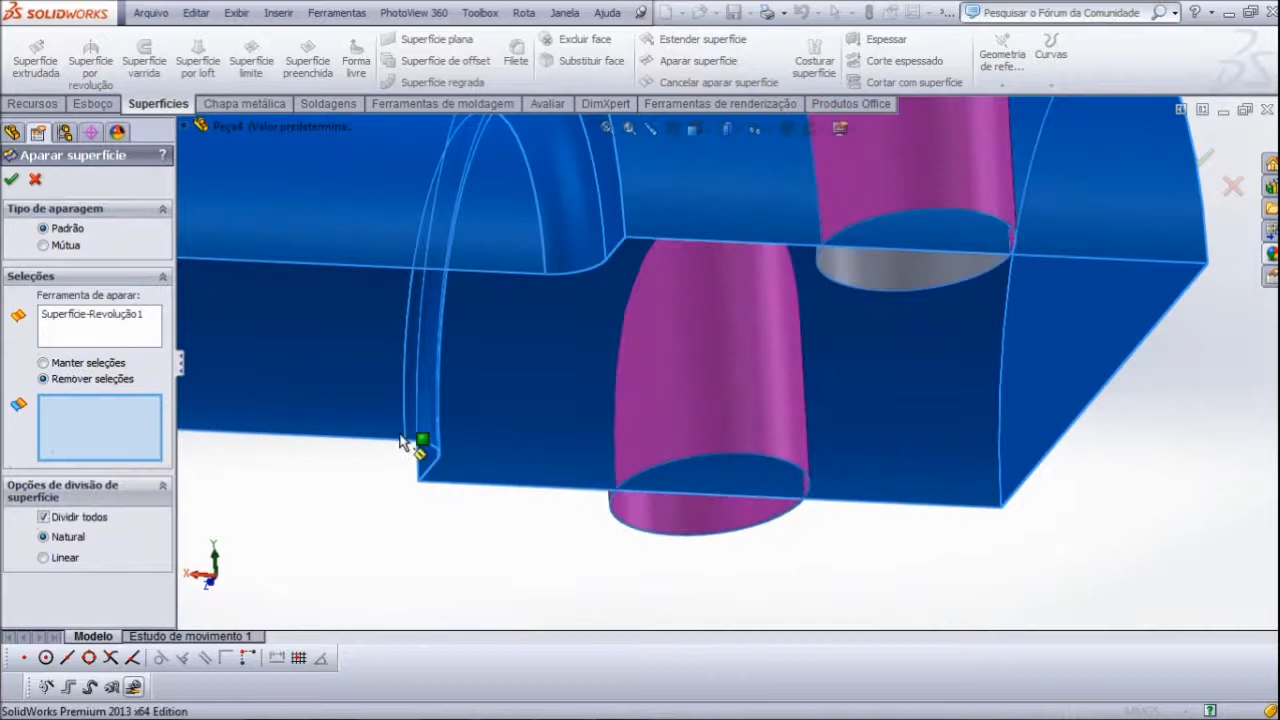 SOLIDWORKS
Arquivo Editar Exibir Inserir Ferramentas PhotoView 360 Toolbox Rota Janela Ajuda
Pesquisar o Fórum da Comunidade
Superfície extrudada
Superfície por revolução
Superfície varrida
Superfície por loft
Superfície limite
Superfície preenchida
Forma livre
Superfície plana
Superfície de offset
Superfície regrada
Filete
Excluir face
Substituir face
Estender superfície
Aparar superfície
Cancelar aparar superfície
Costurar superfície
Espessar
Corte espessado
Cortar com superfície
Geometria de refe...
Curvas
Recursos Esboço Superfícies Chapa metálica Soldagens Ferramentas de moldagem Avaliar DimXpert Ferramentas de renderização Produtos Office
Peça4 (Valor predetermina...
Aparar superfície ?
Tipo de aparagem
Padrão
Mútua
Seleções
Ferramenta de aparar:
Superfície-Revolução1
Manter seleções
Remover seleções
Opções de divisão de
superfície
Dividir todos
Natural
Linear
Y
X
Z
Modelo Estudo de movimento 1
SolidWorks Premium 2013 x64 Edition